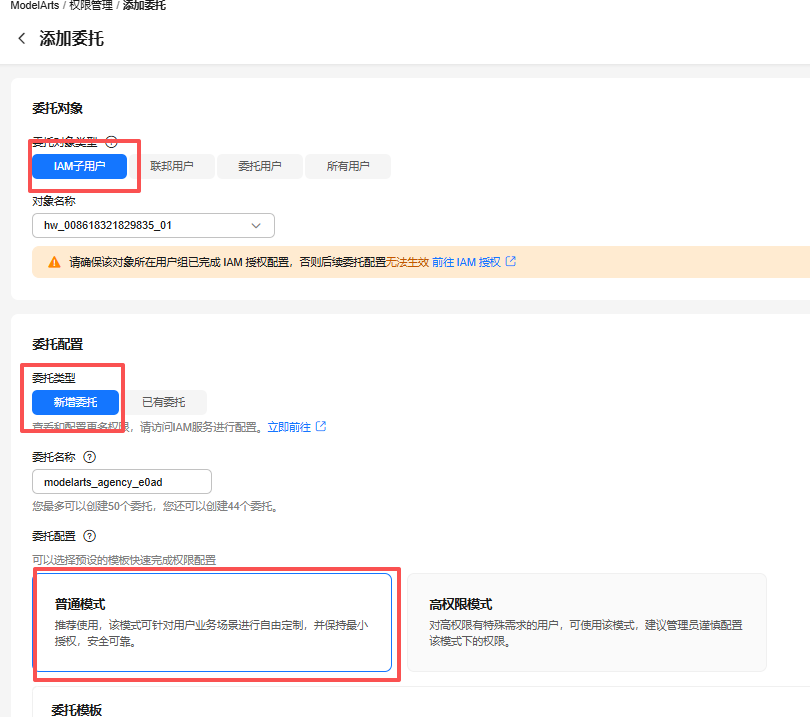 ModelArts / 权限管理 / 添加委托
添加委托
委托对象
委托对象类型
IAM子用户 联邦用户 委托用户 所有用户
对象名称
hw_008618321829835_01
请确保该对象所在用户组已完成 IAM 授权配置，否则后续委托配置无法生效 前往 IAM 授权
委托配置
委托类型
新增委托 已有委托
查看和配置更多权限，请访问IAM服务进行配置。立即前往
委托名称
modelarts_agency_e0ad
您最多可以创建50个委托，您还可以创建44个委托。
委托配置
可以选择预设的模板快速完成权限配置
普通模式
推荐使用，该模式可针对用户业务场景进行自由定制，并保持最小
授权，安全可靠。
高权限模式
对高权限有特殊需求的用户，可使用该模式，建议管理员谨慎配置
该模式下的权限。
委托模板